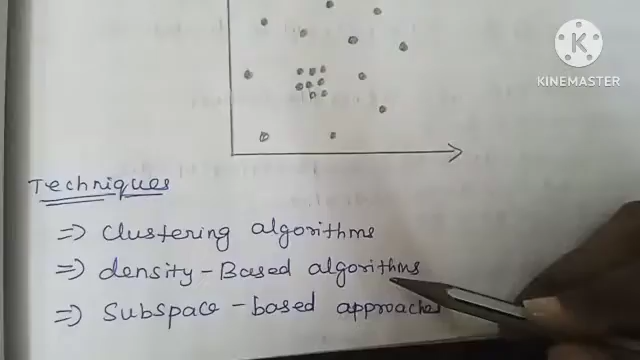 KINEMASTER
Techniques
=> Clustering algorithms
=> density-Based algorithms
=> Subspace-based approaches